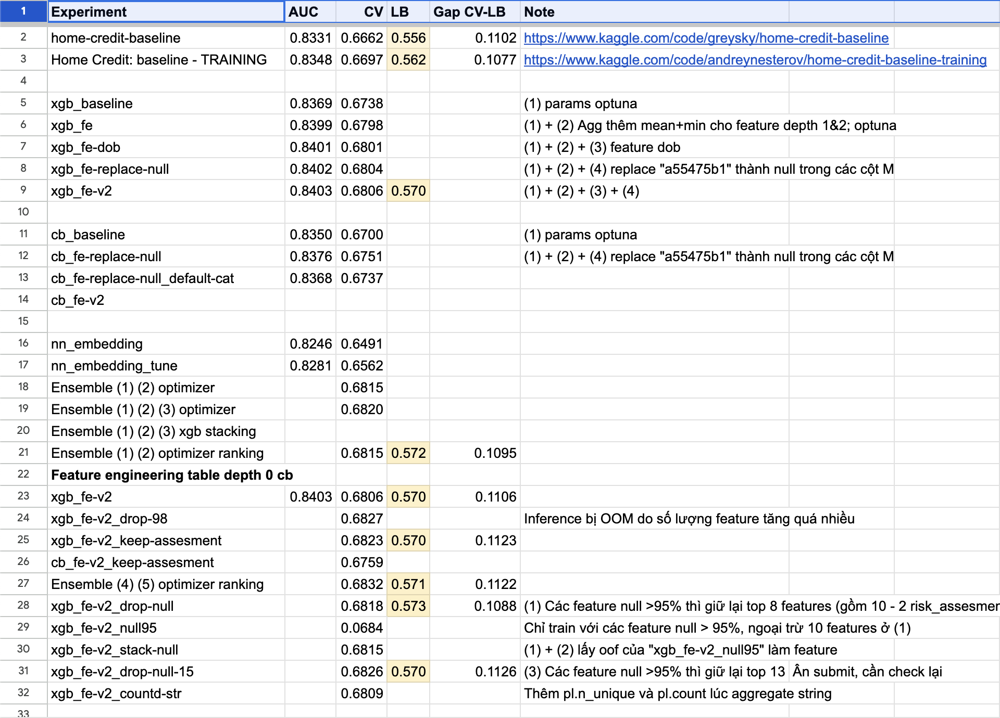 1 Experiment AUC CV LB Gap CV-LB Note
2 home-credit-baseline 0.8331 0.6662 0.556 0.1102 https://www.kaggle.com/code/greysky/home-credit-baseline
3 Home Credit: baseline - TRAINING 0.8348 0.6697 0.562 0.1077 https://www.kaggle.com/code/andreynesterov/home-credit-baseline-training
4
5 xgb_baseline 0.8369 0.6738 (1) params optuna
6 xgb_fe 0.8399 0.6798 (1) + (2) Agg thêm mean+min cho feature depth 1&2; optuna
7 xgb_fe-dob 0.8401 0.6801 (1) + (2) + (3) feature dob
8 xgb_fe-replace-null 0.8402 0.6804 (1) + (2) + (4) replace "a55475b1" thành null trong các cột M
9 xgb_fe-v2 0.8403 0.6806 0.570 (1) + (2) + (3) + (4)
10
11 cb_baseline 0.8350 0.6700 (1) params optuna
12 cb_fe-replace-null 0.8376 0.6751 (1) + (2) + (4) replace "a55475b1" thành null trong các cột M
13 cb_fe-replace-null_default-cat 0.8368 0.6737
14 cb_fe-v2
15
16 nn_embedding 0.8246 0.6491
17 nn_embedding_tune 0.8281 0.6562
18 Ensemble (1) (2) optimizer 0.6815
19 Ensemble (1) (2) (3) optimizer 0.6820
20 Ensemble (1) (2) (3) xgb stacking
21 Ensemble (1) (2) optimizer ranking 0.6815 0.572 0.1095
22 Feature engineering table depth 0 cb
23 xgb_fe-v2 0.8403 0.6806 0.570 0.1106
24 xgb_fe-v2_drop-98 0.6827 Inference bị OOM do số lượng feature tăng quá nhiều
25 xgb_fe-v2_keep-assesment 0.6823 0.570 0.1123
26 cb_fe-v2_keep-assesment 0.6759
27 Ensemble (4) (5) optimizer ranking 0.6832 0.571 0.1122
28 xgb_fe-v2_drop-null 0.6818 0.573 0.1088 (1) Các feature null >95% thì giữ lại top 8 features (gồm 10 - 2 risk_assesmer
29 xgb_fe-v2_null95 0.0684 Chỉ train với các feature null > 95%, ngoại trừ 10 features ở (1)
30 xgb_fe-v2_stack-null 0.6815 (1) + (2) lấy oof của "xgb_fe-v2_null95" làm feature
31 xgb_fe-v2_drop-null-15 0.6826 0.570 0.1126 (3) Các feature null >95% thì giữ lại top 13 Ân submit, cần check lại
32 xgb_fe-v2_countd-str 0.6809 Thêm pl.n_unique và pl.count lúc aggregate string
33